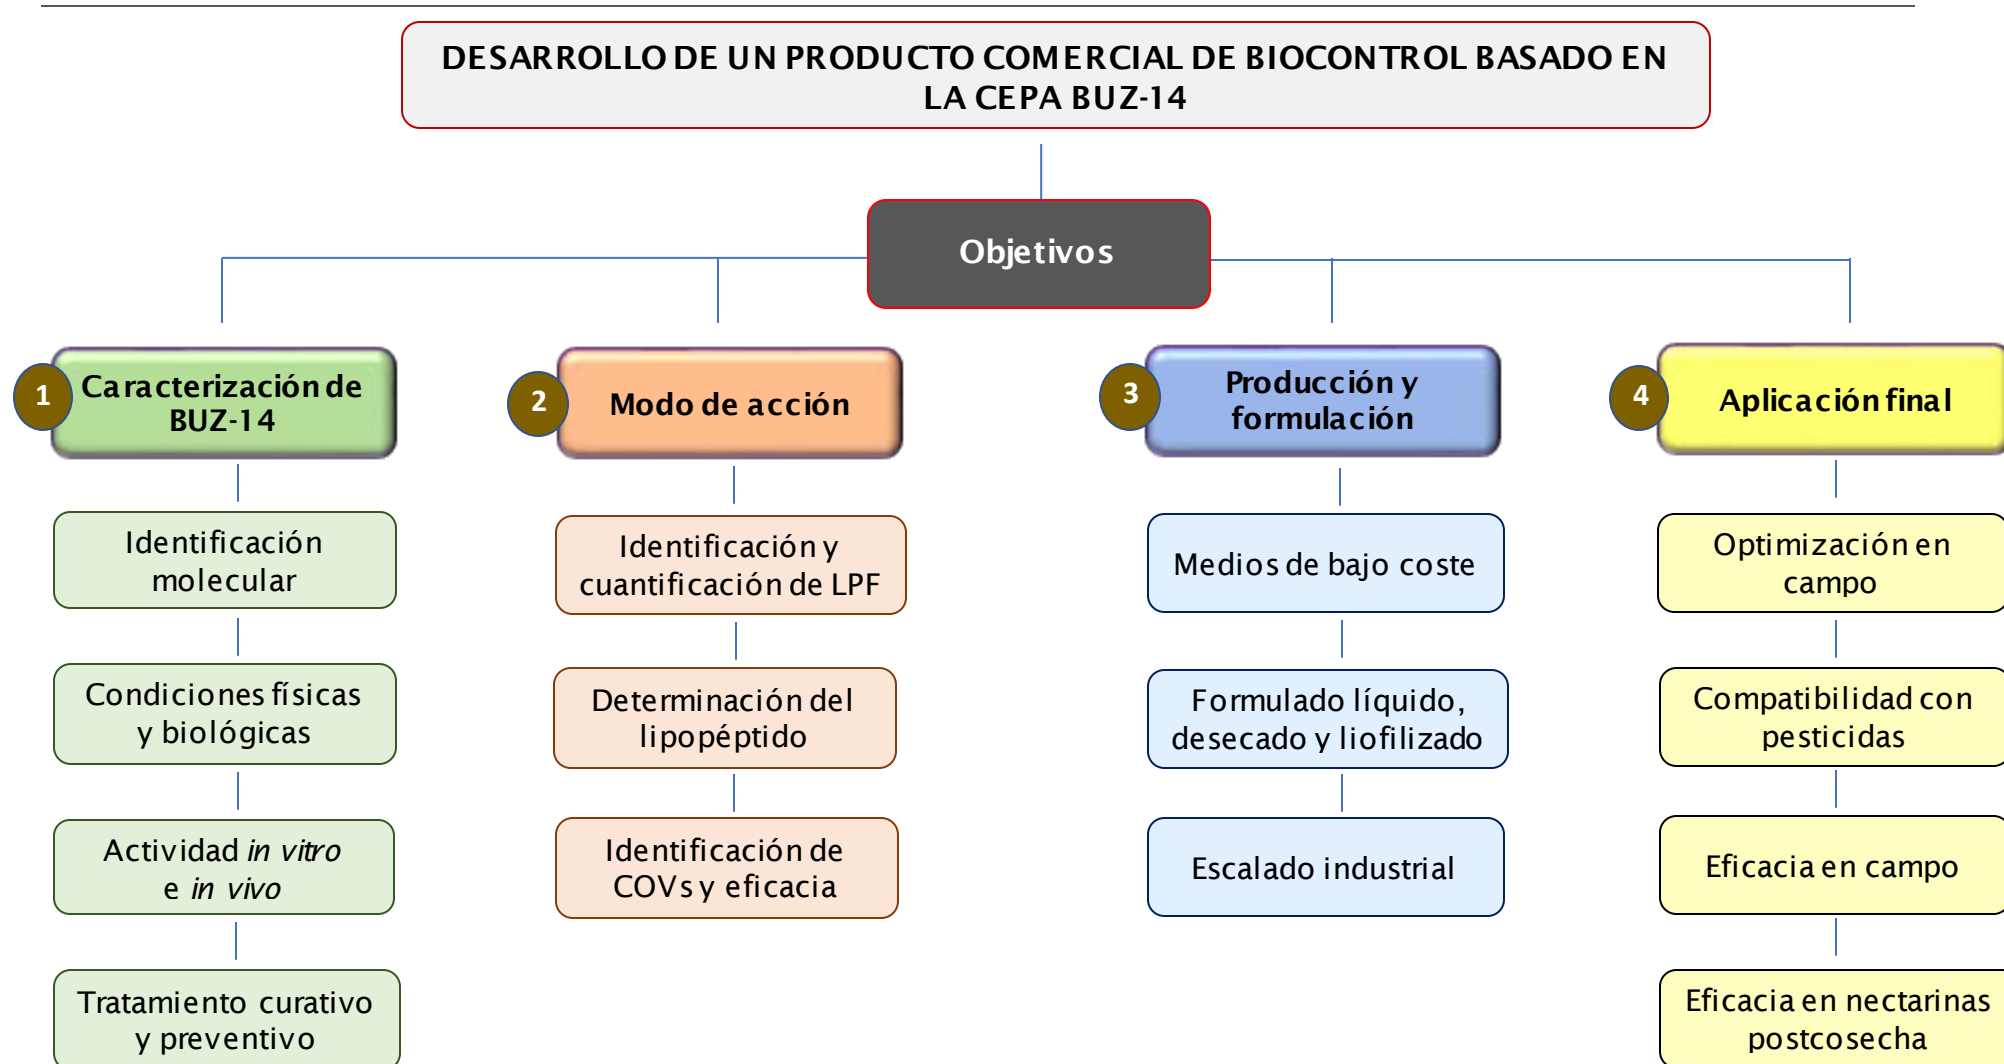 DESARROLLO DE UN PRODUCTO COMERCIAL DE BIOCONTROL BASADO EN
LA CEPA BUZ-14
Objetivos
1
Caracterización de
BUZ-14
Identificación
molecular
Condiciones físicas
y biológicas
Actividad in vitro
e in vivo
Tratamiento curativo
y preventivo
2
Modo de acción
Identificación y
cuantificación de LPF
Determinación del
lipopéptido
Identificación de
COVs y eficacia
3
Producción y
formulación
Medios de bajo coste
Formulado líquido,
desecado y liofilizado
Escalado industrial
4
Aplicación final
Optimización en
campo
Compatibilidad con
pesticidas
Eficacia en campo
Eficacia en nectarinas
postcosecha